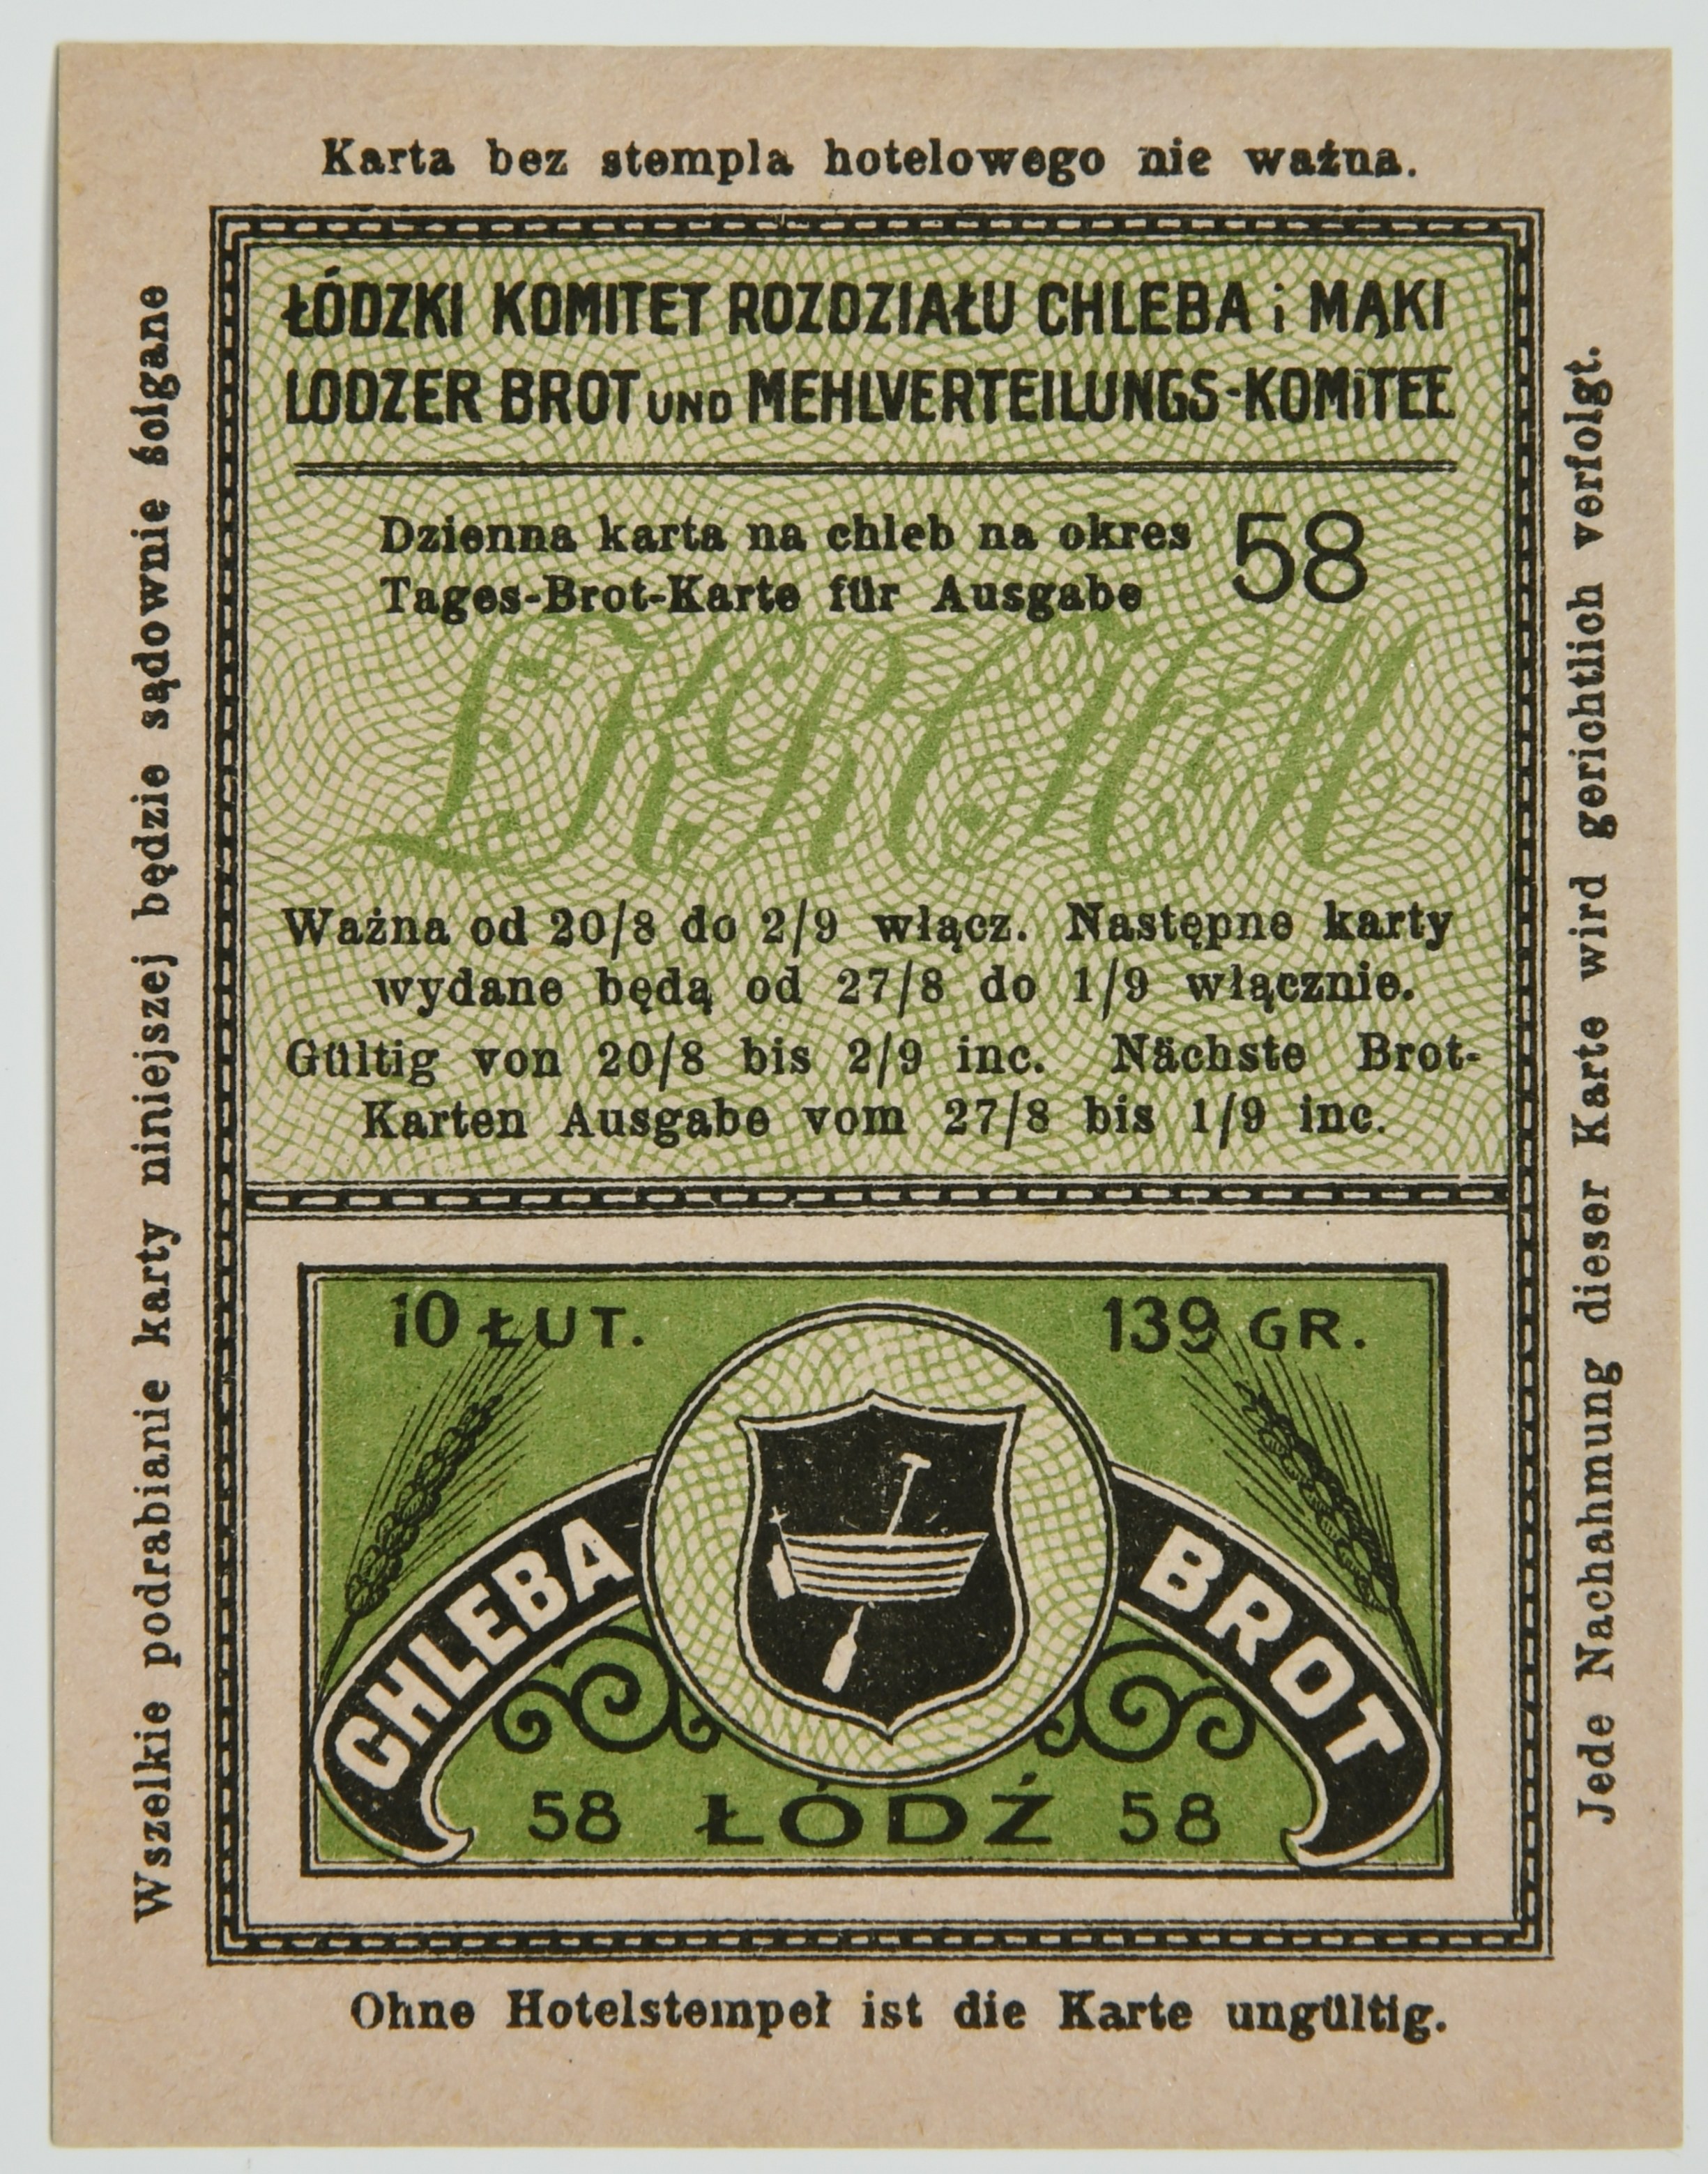 Karta bez stempla hotelowego nie ważna.
Wszelkie podrabianie karty niniejszej będzie sądownie ścigane
ŁÓDZKI KOMITET ROZDZIAŁU CHLEBA i MĄKI
LODZER BROT UND MEHLVERTEILUNGS-KOMITEE
Dzienna karta na chleb na okres 58
Tages-Brot-Karte für Ausgabe
Ważna od 20/8 do 2/9 włącz. Następne karty
wydane będą od 27/8 do 1/9 włącznie.
Gültig von 20/8 bis 2/9 inc. Nächste Brot-
Karten Ausgabe vom 27/8 bis 1/9 inc.
10 ŁUT. 139 GR.
CHLEBA BROT
58 ŁÓDŹ 58
Jede Nachahmung dieser Karte wird gerichtlich verfolgt.
Ohne Hotelstempeł ist die Karte ungültig.